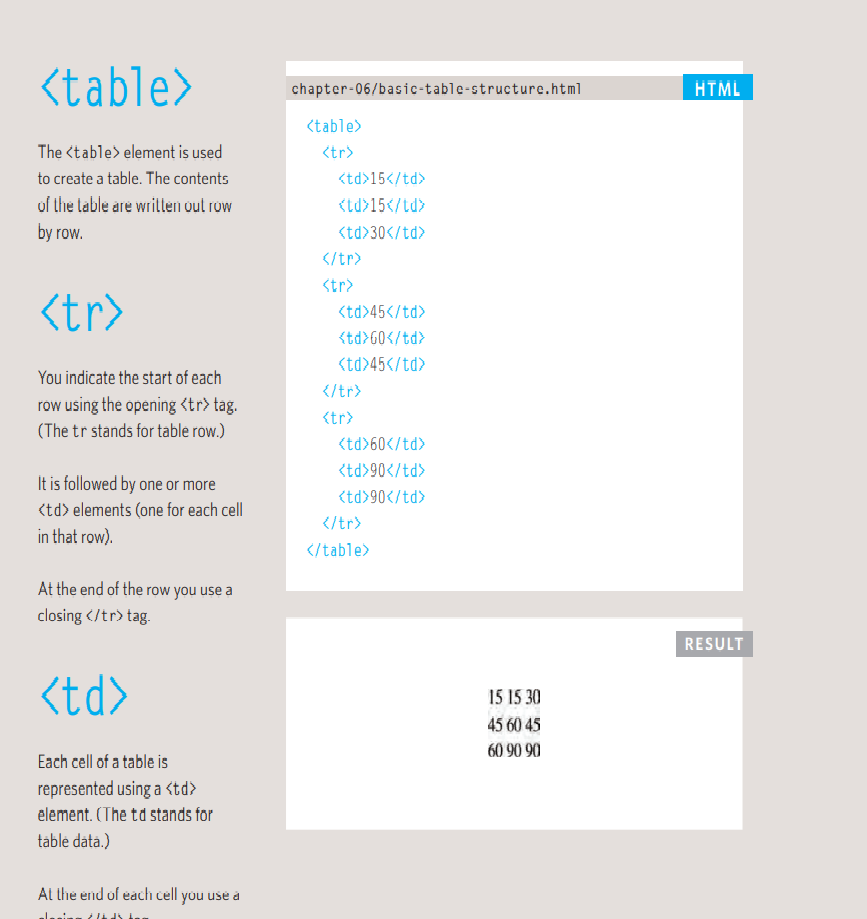 <table>
The <table> element is used
to create a table. The contents
of the table are written out row
by row.
<tr>
You indicate the start of each
row using the opening <tr> tag.
(The tr stands for table row.)
It is followed by one or more
<td> elements (one for each cell
in that row).
At the end of the row you use a
closing </tr> tag.
<td>
Each cell of a table is
represented using a <td>
element. (The td stands for
table data.)
At the end of each cell you use a
closing </td> tag.
chapter-06/basic-table-structure.html
HTML
<table>
<tr>
<td>15</td>
<td>15</td>
<td>30</td>
</tr>
<tr>
<td>45</td>
<td>60</td>
<td>45</td>
</tr>
<tr>
<td>60</td>
<td>90</td>
<td>90</td>
</tr>
</table>
RESULT
15 15 30
45 60 45
60 90 90